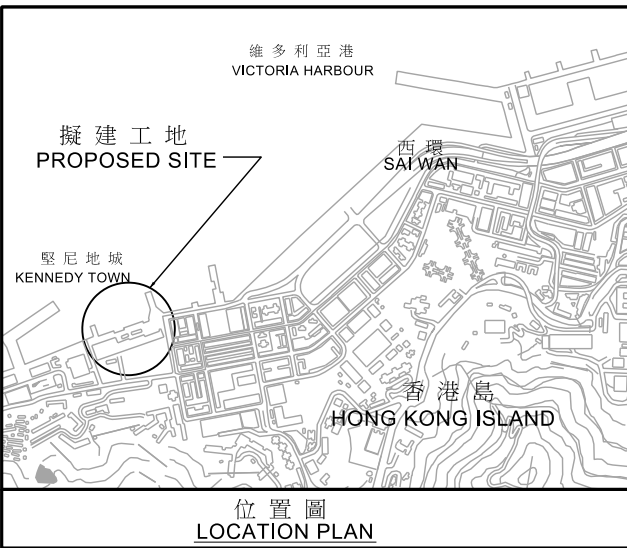 維多利亞港
VICTORIA HARBOUR
擬建工地
PROPOSED SITE
西環
SAI WAN
堅尼地城
KENNEDY TOWN
香港島
HONG KONG ISLAND
位置圖
LOCATION PLAN